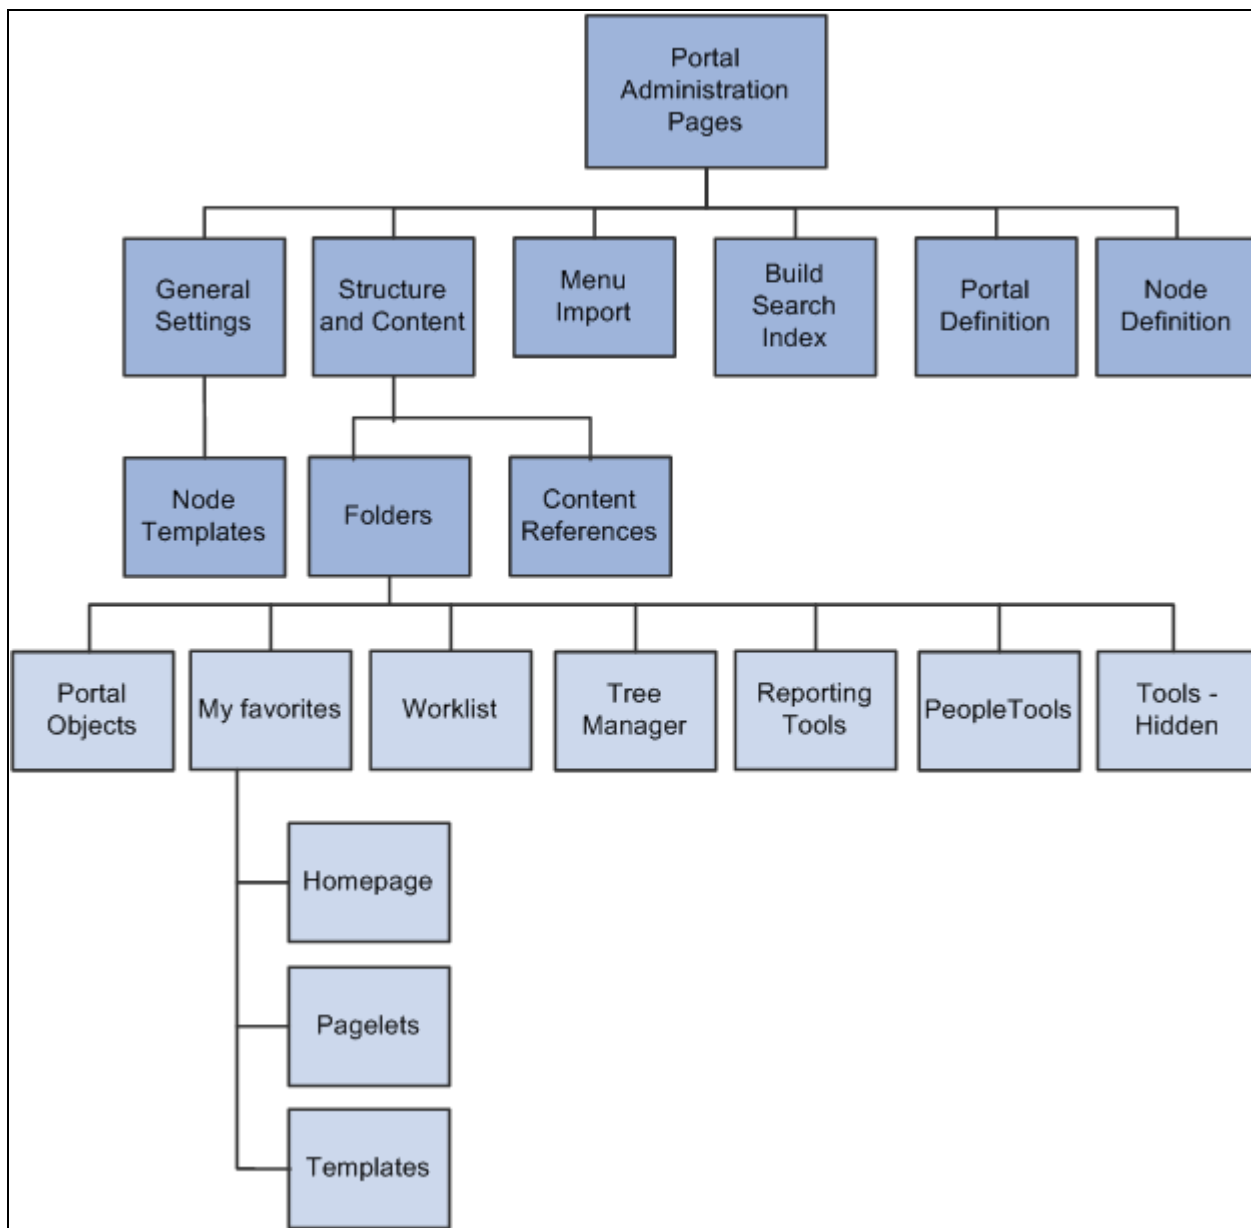 Portal
Administration
Pages
General
Settings
Structure
and Content
Menu
Import
Build
Search
Index
Portal
Definition
Node
Definition
Node
Templates
Folders
Content
References
Portal
Objects
My favorites
Worklist
Tree
Manager
Reporting
Tools
PeopleTools
Tools -
Hidden
Homepage
Pagelets
Templates